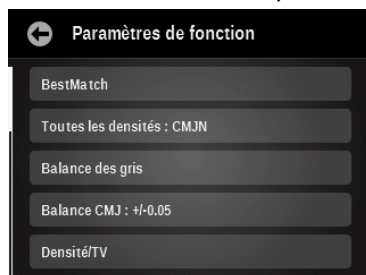 Paramètres de fonction
BestMatch
Toutes les densités : CMJN
Balance des gris
Balance CMJ : +/-0.05
Densité/TV